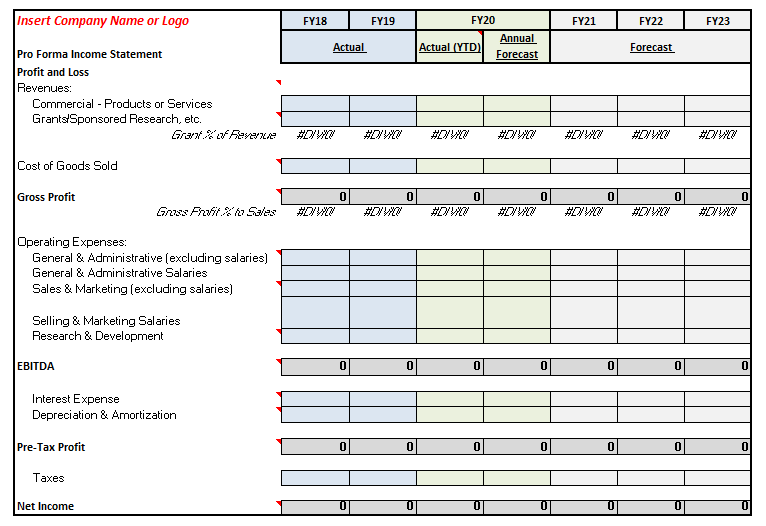 Insert Company Name or Logo FY18 FY19 FY20 FY21 FY22 FY23
Actual Actual (YTD) Annual Forecast Forecast
Pro Forma Income Statement
Profit and Loss
Revenues:
Commercial - Products or Services
Grants/Sponsored Research, etc.
Grant % of Revenue #DIV/0! #DIV/0! #DIV/0! #DIV/0! #DIV/0! #DIV/0! #DIV/0!
Cost of Goods Sold
Gross Profit 0 0 0 0 0 0 0
Gross Profit % to Sales #DIV/0! #DIV/0! #DIV/0! #DIV/0! #DIV/0! #DIV/0! #DIV/0!
Operating Expenses:
General & Administrative (excluding salaries)
General & Administrative Salaries
Sales & Marketing (excluding salaries)
Selling & Marketing Salaries
Research & Development
EBITDA 0 0 0 0 0 0 0
Interest Expense
Depreciation & Amortization
Pre-Tax Profit 0 0 0 0 0 0 0
Taxes
Net Income 0 0 0 0 0 0 0